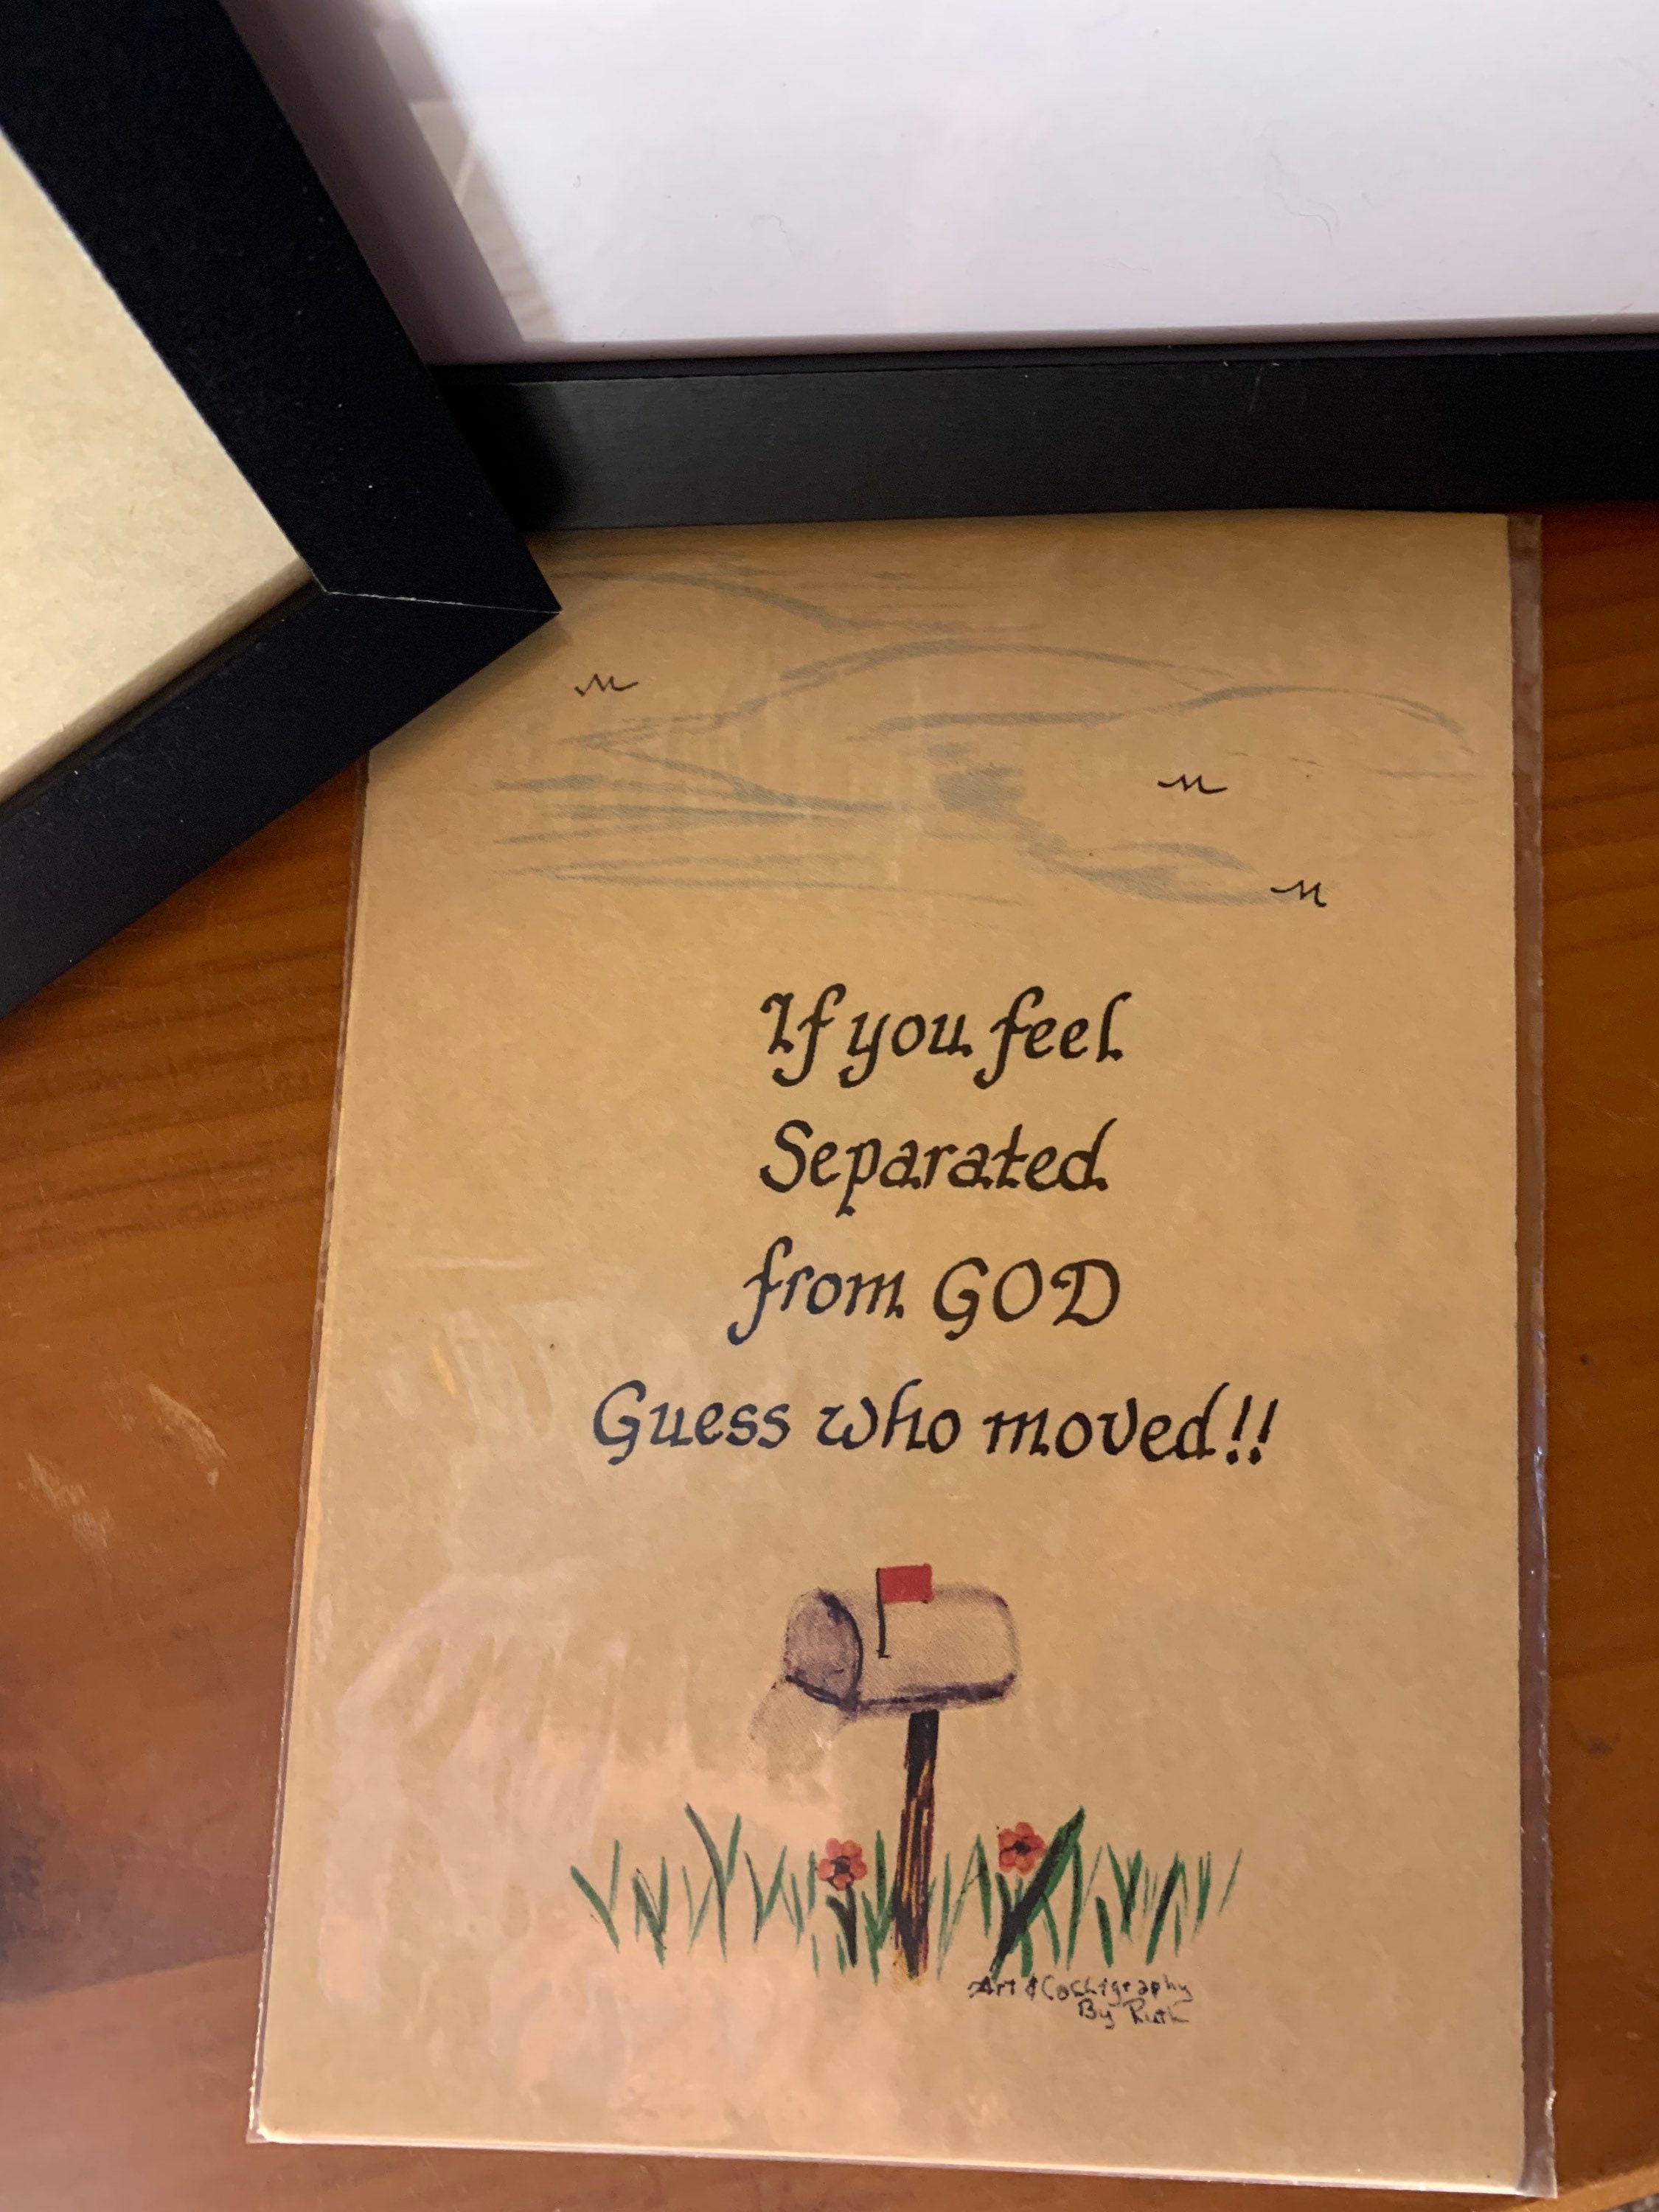 If you feel
Separated
from GOD
Guess who moved!!
Art & Calligraphy
By Ruth